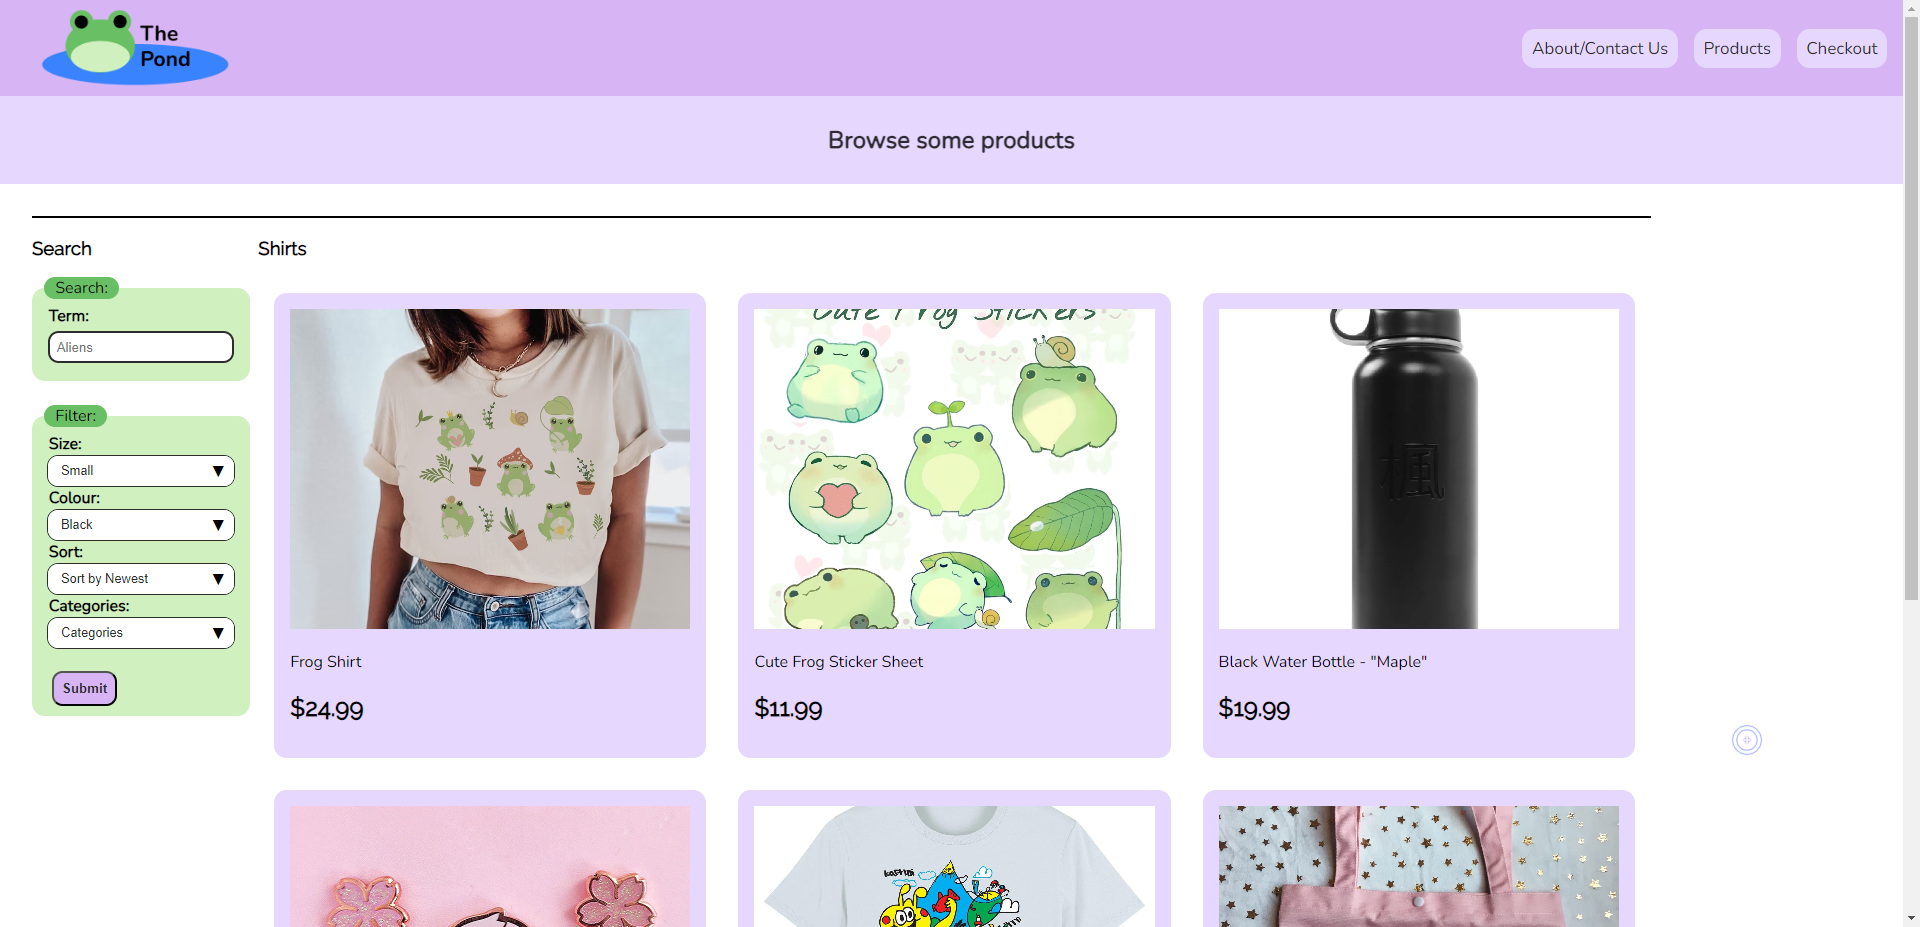 The
Pond
About/Contact Us
Products
Checkout
Browse some products
Search
Shirts
Search:
Term:
Aliens
Filter:
Size:
Small
Colour:
Black
Sort:
Sort by Newest
Categories:
Categories
Submit
Cute Frog Stickers
楓
Frog Shirt
$24.99
Cute Frog Sticker Sheet
$11.99
Black Water Bottle - "Maple"
$19.99